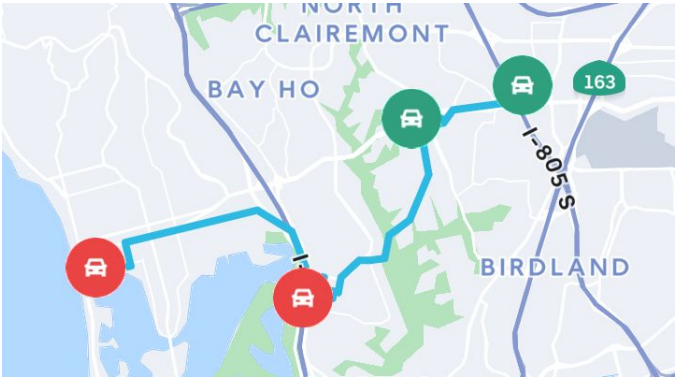 NORTH
CLAIREMONT
BAY HO
163
I-805 S
BIRDLAND
I-